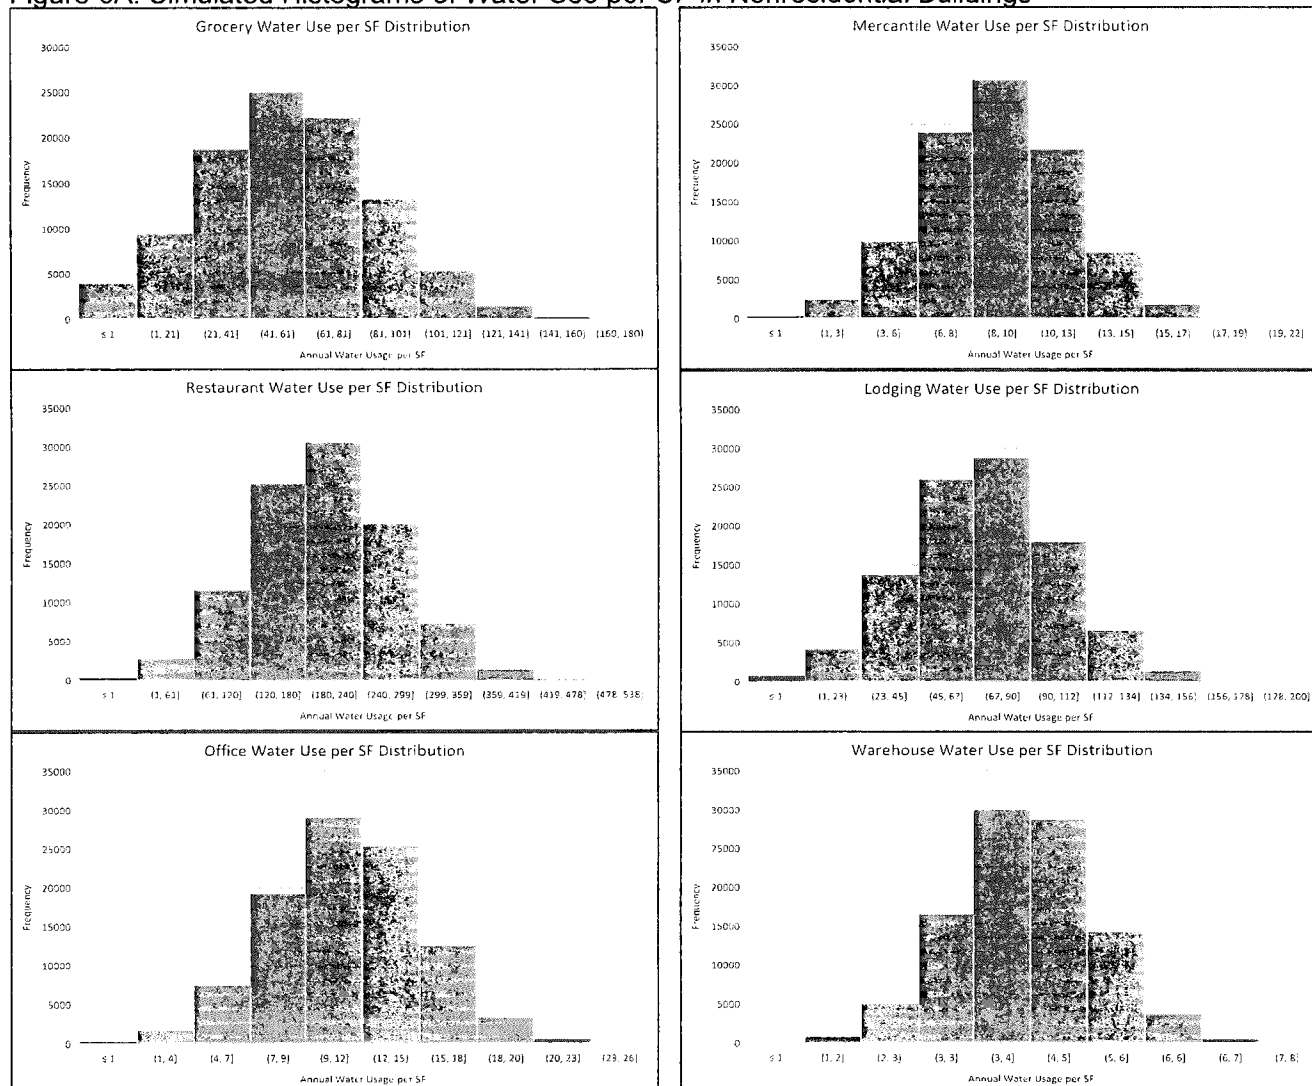 Figure 6A: Simulated Histograms of Water Use per SF in Nonresidential Buildings
Grocery Water Use per SF Distribution
30000
25000
20000
15000
10000
5000
0
Frequency
≤ 1 (1, 21] (21, 41] (41, 61] (61, 81] (81, 101] (101, 121] (121, 141] (141, 160] (160, 180]
Annual Water Usage per SF
Mercantile Water Use per SF Distribution
35000
30000
25000
20000
15000
10000
5000
0
Frequency
≤ 1 (1, 3] (3, 6] (6, 8] (8, 10] (10, 13] (13, 15] (15, 17] (17, 19] (19, 22]
Annual Water Usage per SF
Restaurant Water Use per SF Distribution
35000
30000
25000
20000
15000
10000
5000
0
Frequency
≤ 1 (1, 61] (61, 120] (120, 180] (180, 240] (240, 299] (299, 359] (359, 419] (419, 478] (478, 538]
Annual Water Usage per SF
Lodging Water Use per SF Distribution
35000
30000
25000
20000
15000
10000
5000
0
Frequency
≤ 1 (1, 23] (23, 45] (45, 67] (67, 90] (90, 112] (112, 134] (134, 156] (156, 178] (178, 200]
Annual Water Usage per SF
Office Water Use per SF Distribution
35000
30000
25000
20000
15000
10000
5000
0
Frequency
≤ 1 (1, 4] (4, 7] (7, 9] (9, 12] (12, 15] (15, 18] (18, 20] (20, 23] (23, 26]
Annual Water Usage per SF
Warehouse Water Use per SF Distribution
35000
30000
25000
20000
15000
10000
5000
0
Frequency
≤ 1 (1, 2] (2, 3] (3, 3] (3, 4] (4, 5] (5, 6] (6, 6] (6, 7] (7, 8]
Annual Water Usage per SF